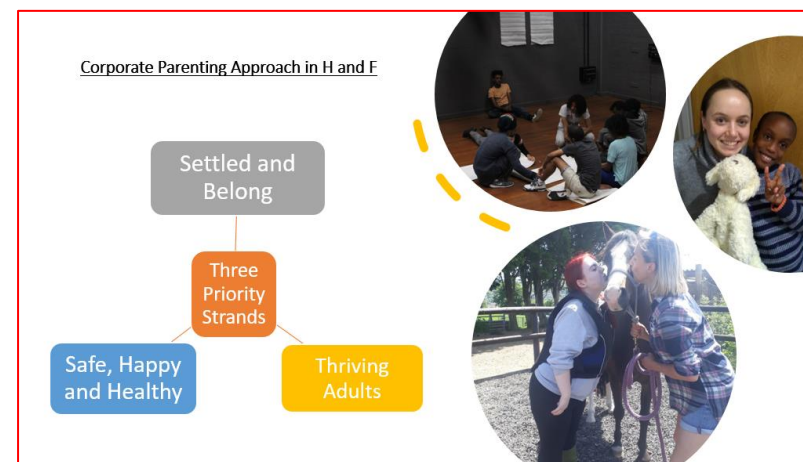 Corporate Parenting Approach in H and F
Settled and
Belong
Three
Priority
Strands
Safe, Happy
and Healthy
Thriving
Adults